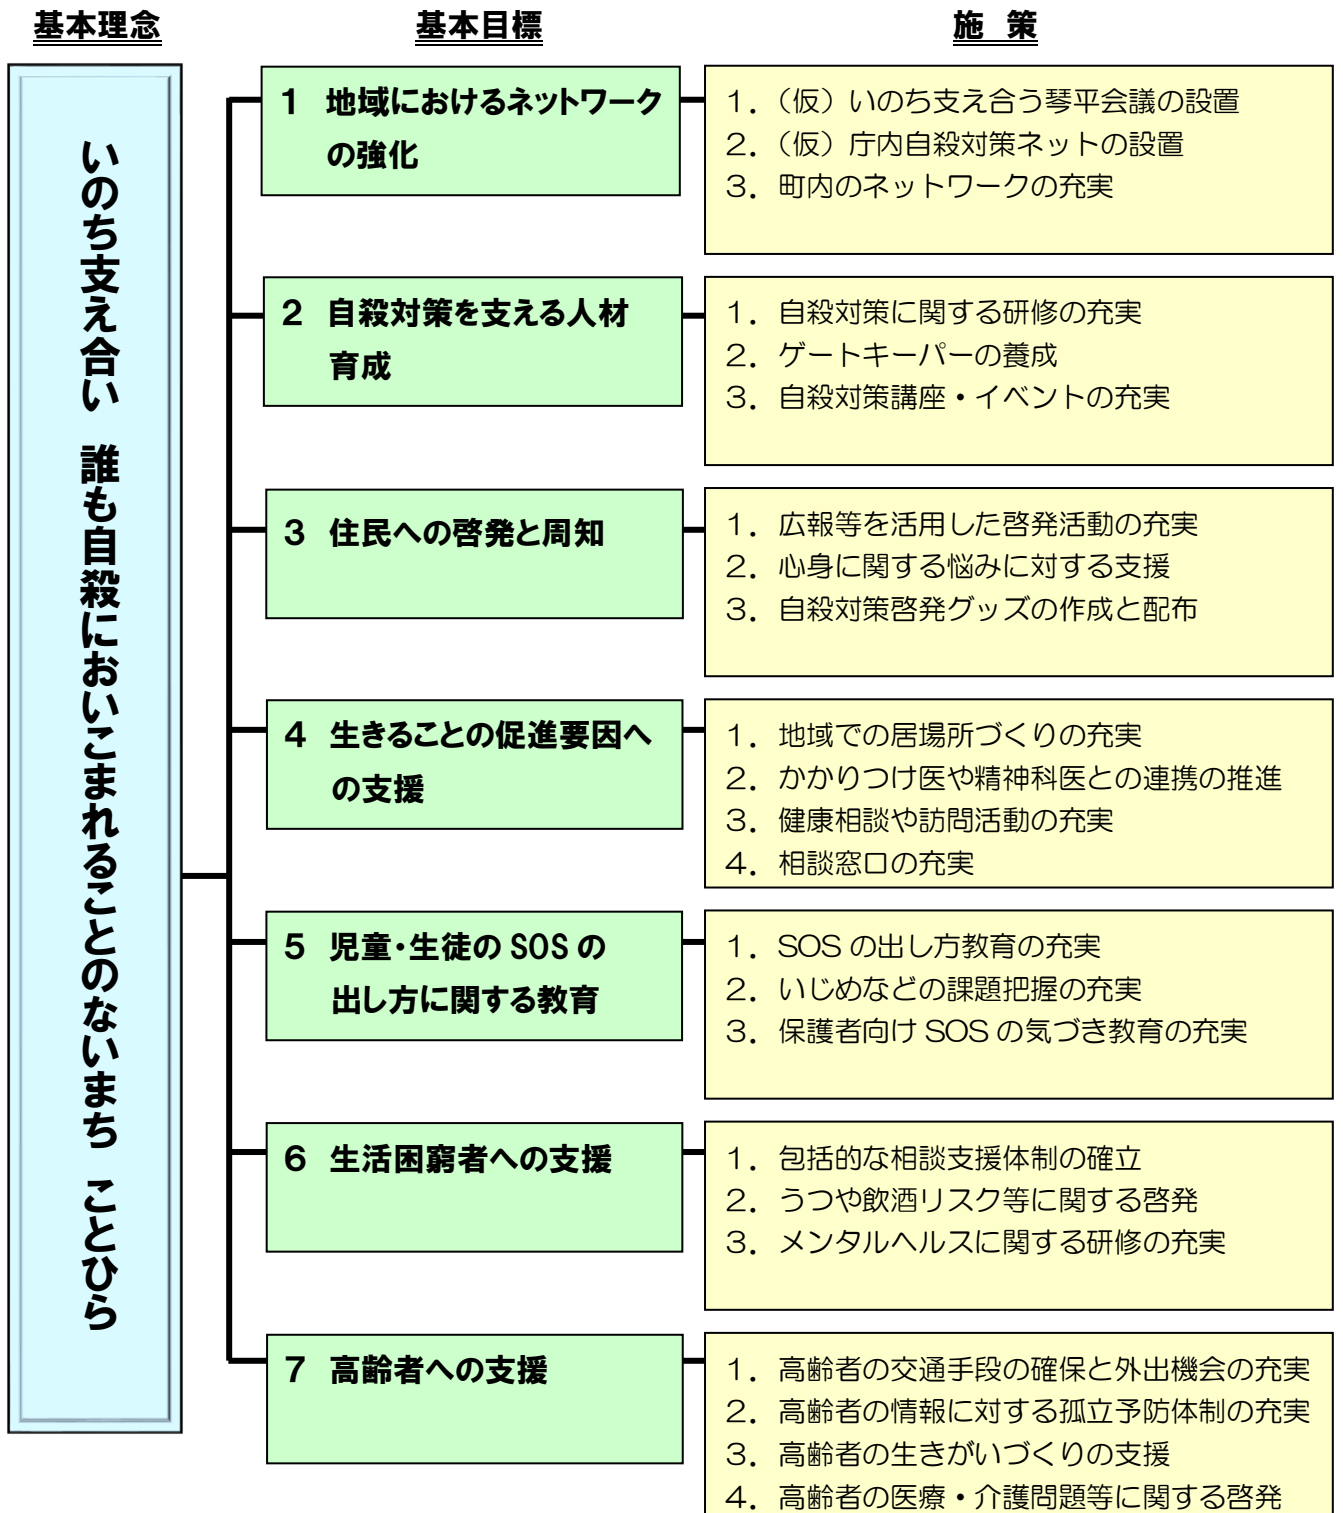 基本理念
基本目標
施 策
いのち支え合い 誰も自殺においこまれることのないまち ことひら
1 地域におけるネットワーク
の強化
1．（仮）いのち支え合う琴平会議の設置
2．（仮）庁内自殺対策ネットの設置
3．町内のネットワークの充実
2 自殺対策を支える人材
育成
1．自殺対策に関する研修の充実
2．ゲートキーパーの養成
3．自殺対策講座・イベントの充実
3 住民への啓発と周知
1．広報等を活用した啓発活動の充実
2．心身に関する悩みに対する支援
3．自殺対策啓発グッズの作成と配布
4 生きることの促進要因へ
の支援
1．地域での居場所づくりの充実
2．かかりつけ医や精神科医との連携の推進
3．健康相談や訪問活動の充実
4．相談窓口の充実
5 児童・生徒の SOS の
出し方に関する教育
1．SOS の出し方教育の充実
2．いじめなどの課題把握の充実
3．保護者向け SOS の気づき教育の充実
6 生活困窮者への支援
1．包括的な相談支援体制の確立
2．うつや飲酒リスク等に関する啓発
3．メンタルヘルスに関する研修の充実
7 高齢者への支援
1．高齢者の交通手段の確保と外出機会の充実
2．高齢者の情報に対する孤立予防体制の充実
3．高齢者の生きがいづくりの支援
4．高齢者の医療・介護問題等に関する啓発